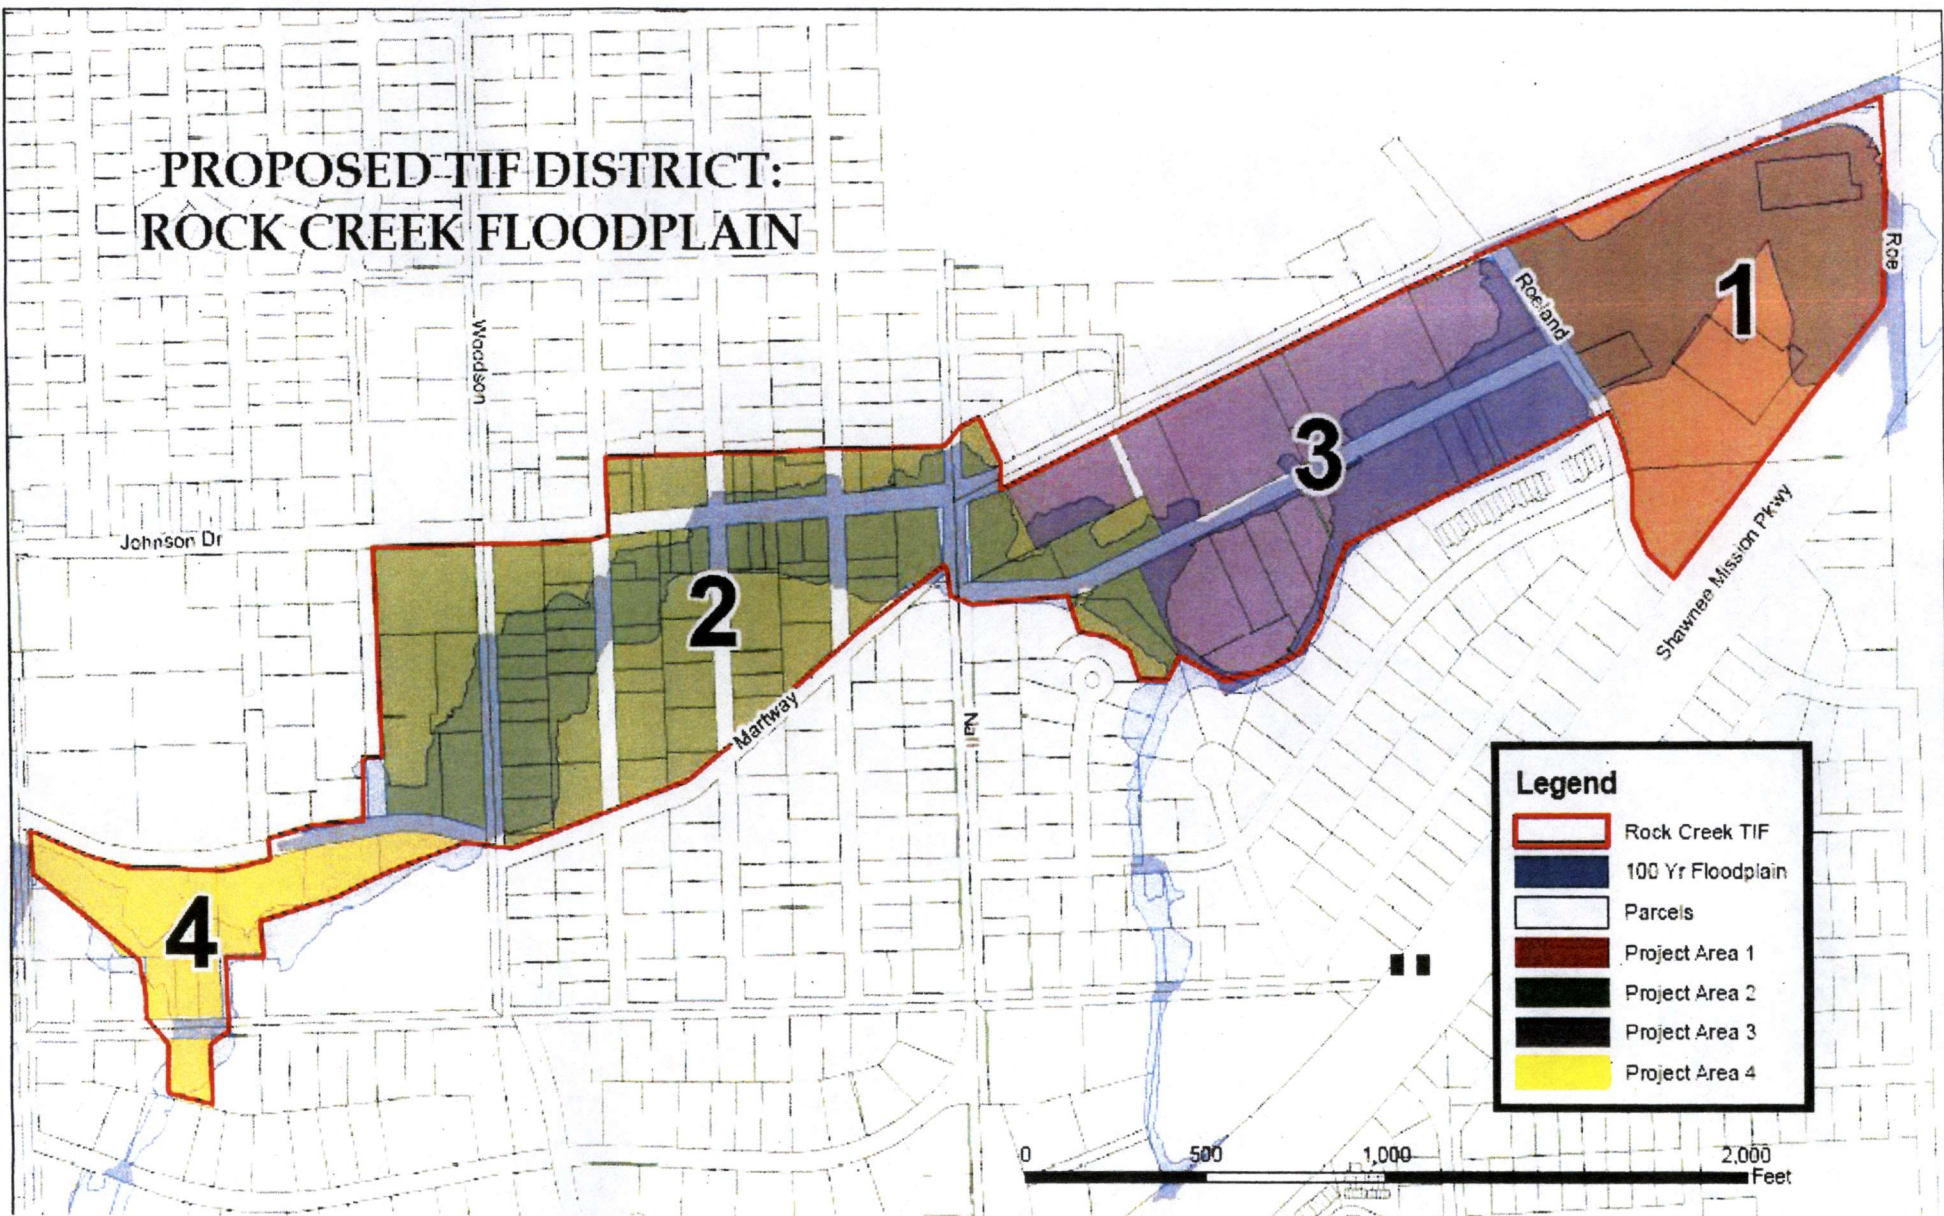 PROPOSED TIF DISTRICT:
ROCK CREEK FLOODPLAIN
1
Roe
Roeland
Woodson
3
Johnson Dr
2
Shawnee Mission Pkwy
Martway
Nall
4
Legend
Rock Creek TIF
100 Yr Floodplain
Parcels
Project Area 1
Project Area 2
Project Area 3
Project Area 4
0 500 1,000 2,000
Feet